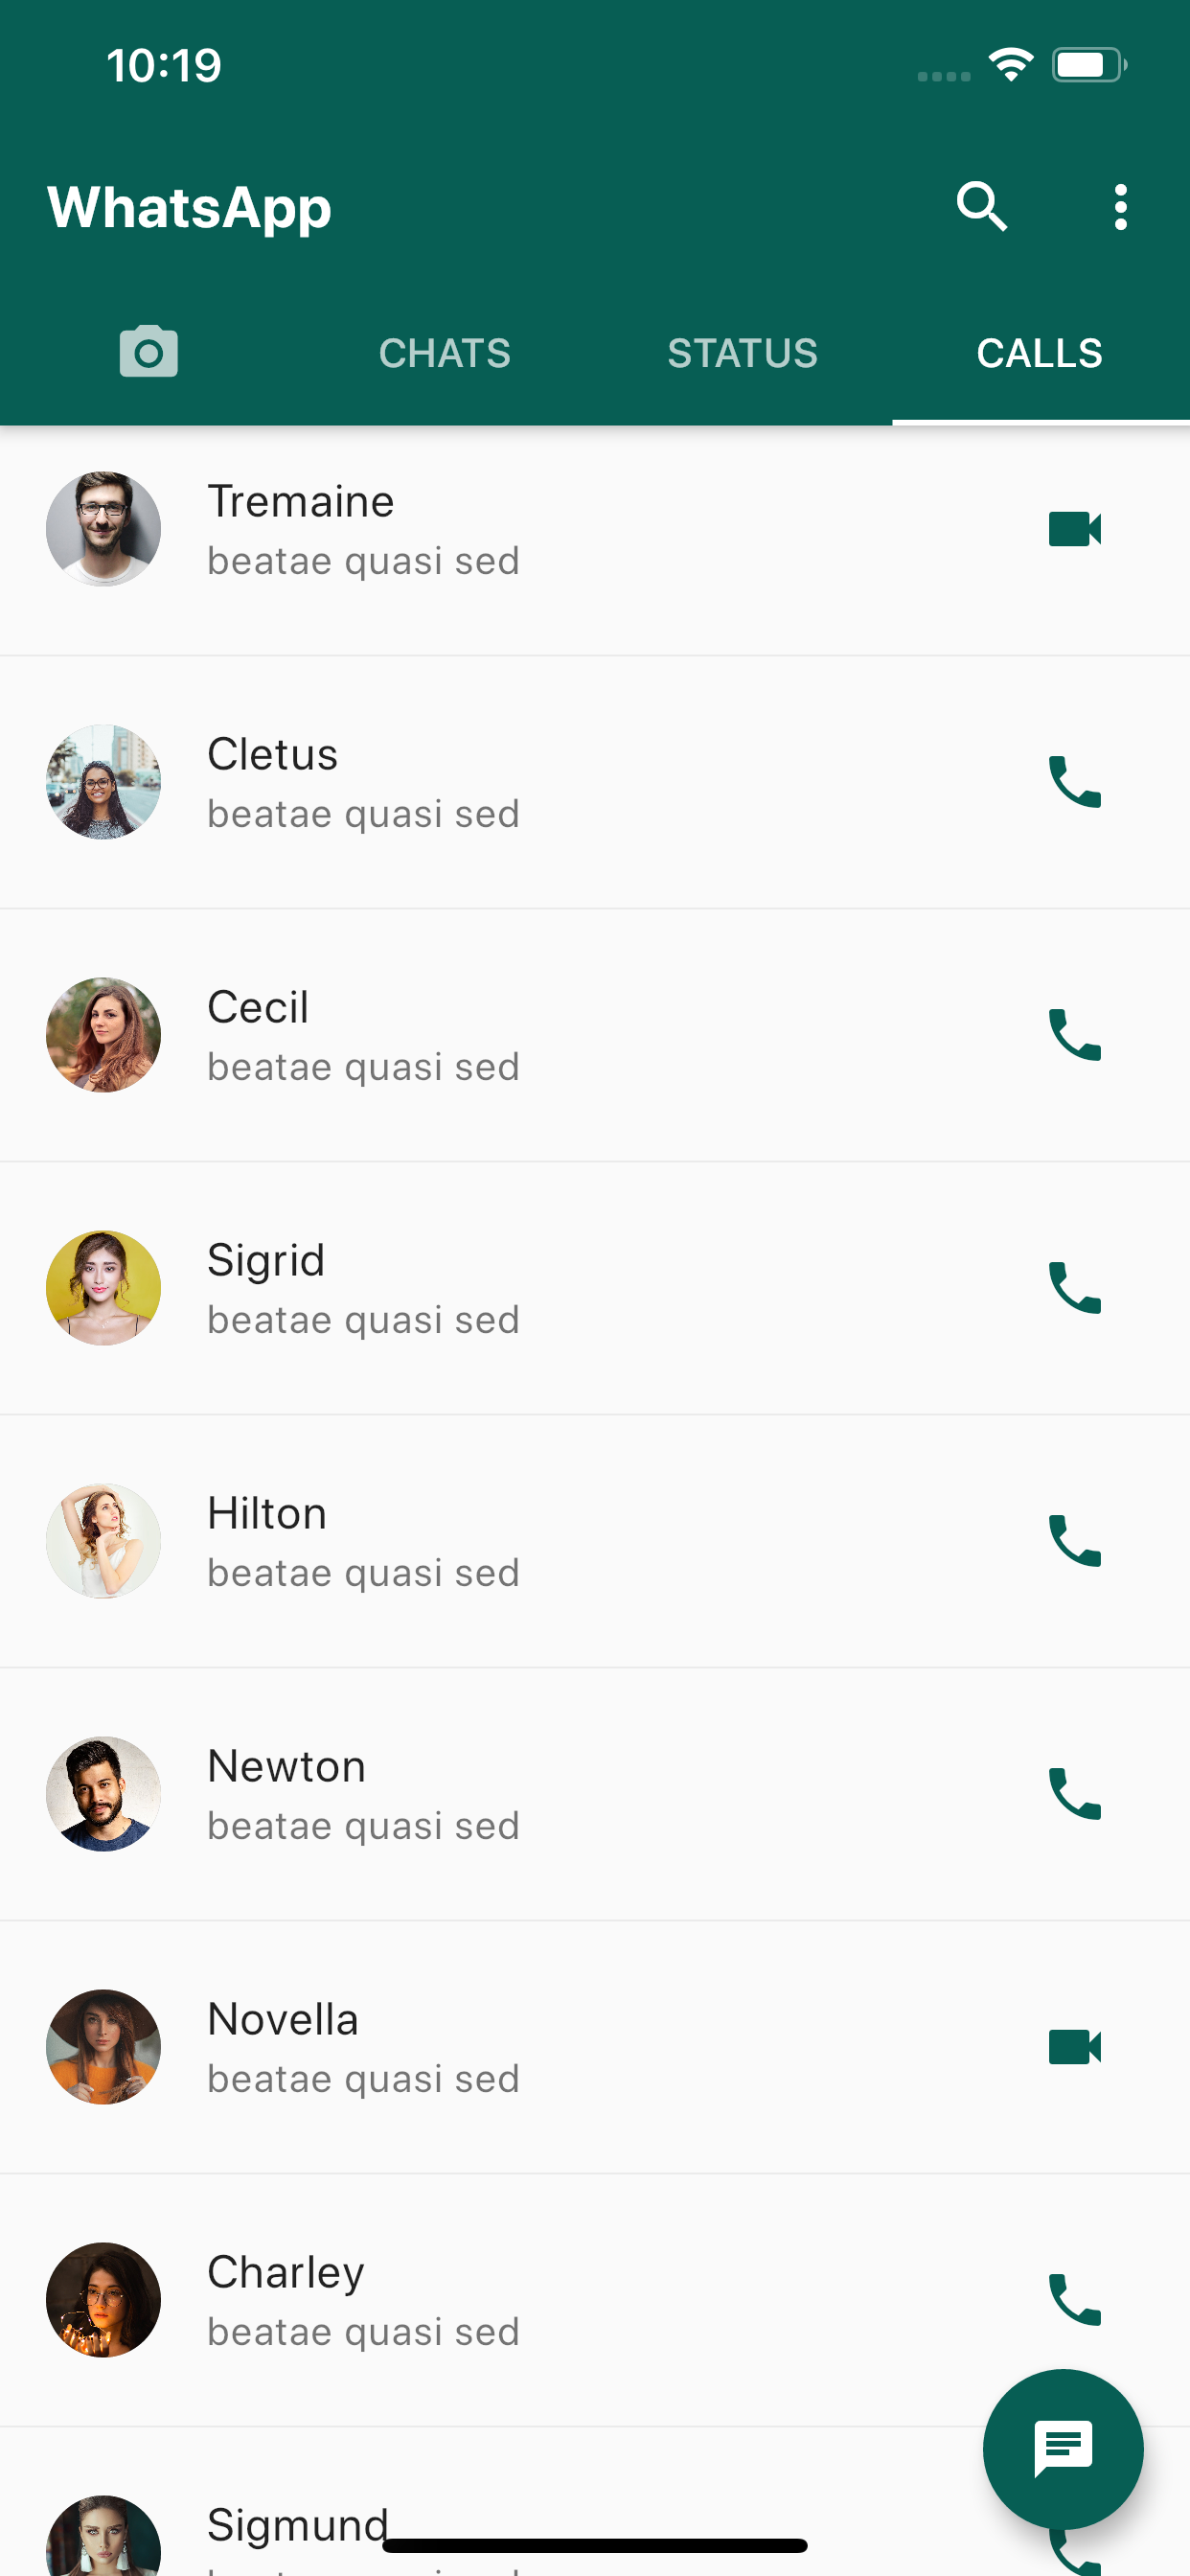 10:19
WhatsApp
CHATS STATUS CALLS
Tremaine
beatae quasi sed
Cletus
beatae quasi sed
Cecil
beatae quasi sed
Sigrid
beatae quasi sed
Hilton
beatae quasi sed
Newton
beatae quasi sed
Novella
beatae quasi sed
Charley
beatae quasi sed
Sigmund